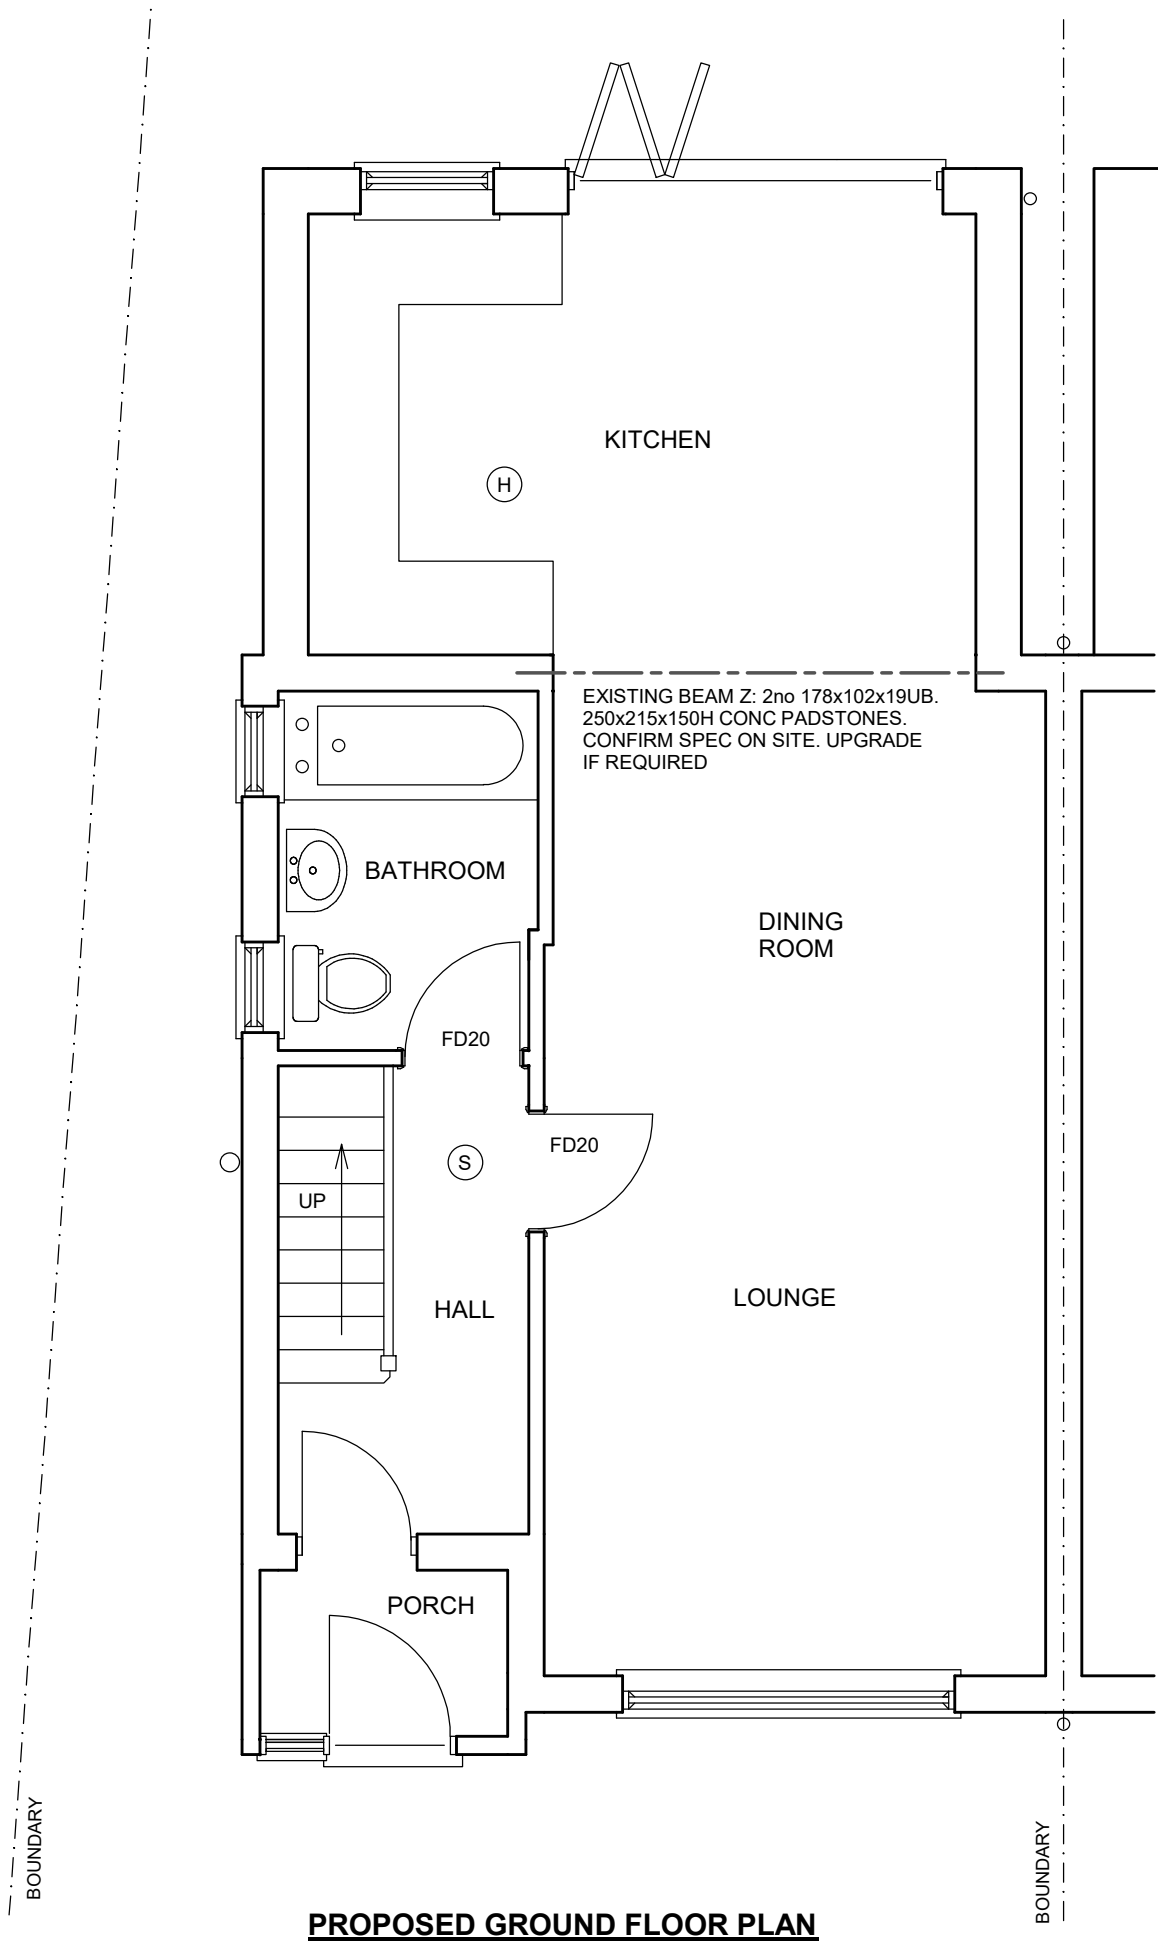 KITCHEN
H
EXISTING BEAM Z: 2no 178x102x19UB.
250x215x150H CONC PADSTONES.
CONFIRM SPEC ON SITE. UPGRADE
IF REQUIRED
BATHROOM
DINING
ROOM
FD20
FD20
S
UP
LOUNGE
HALL
PORCH
BOUNDARY
BOUNDARY
PROPOSED GROUND FLOOR PLAN